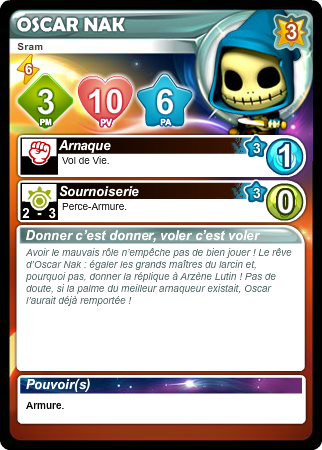 OSCAR NAK
3
Sram
6
3
PM
10
PV
6
PA
Arnaque
3
1
Vol de Vie.
Sournoiserie
3
0
2 - 3
Perce-Armure.
Donner c'est donner, voler c'est voler
Avoir le mauvais rôle n'empêche pas de bien jouer ! Le rêve
d'Oscar Nak : égaler les grands maîtres du larcin et,
pourquoi pas, donner la réplique à Arzène Lutin ! Pas de
doute, si la palme du meilleur arnaqueur existait, Oscar
l'aurait déjà remportée !
Pouvoir(s)
Armure.